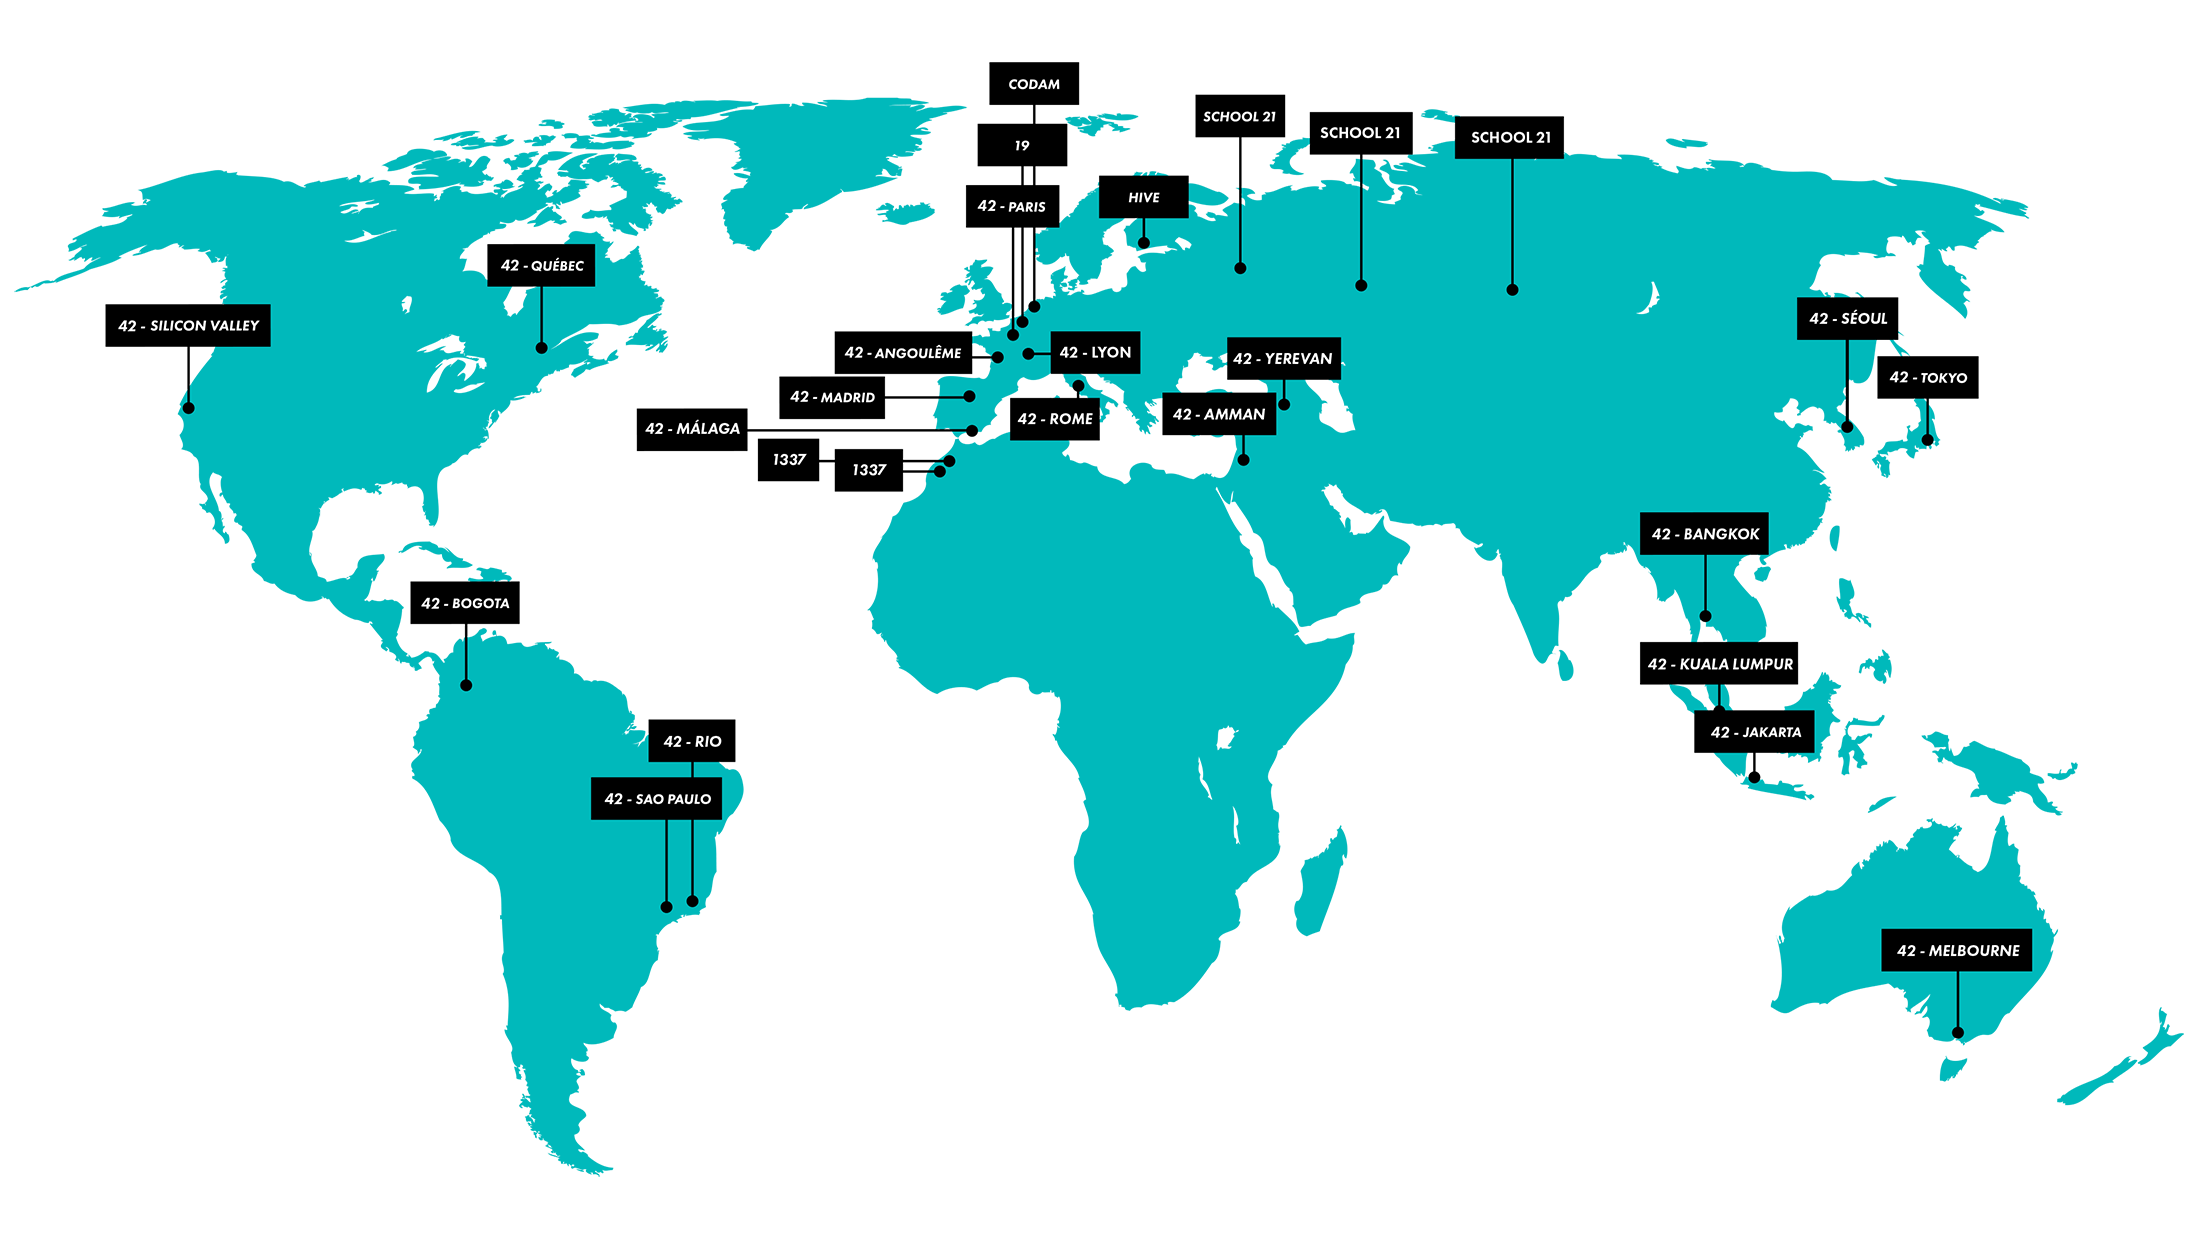 CODAM
SCHOOL 21
SCHOOL 21
SCHOOL 21
19
HIVE
42 - PARIS
42 - QUÉBEC
42 - SILICON VALLEY
42 - SÉOUL
42 - ANGOULÊME
42 - LYON
42 - YEREVAN
42 - TOKYO
42 - MADRID
42 - ROME
42 - AMMAN
42 - MÁLAGA
1337
1337
42 - BANGKOK
42 - BOGOTA
42 - KUALA LUMPUR
42 - JAKARTA
42 - RIO
42 - SAO PAULO
42 - MELBOURNE